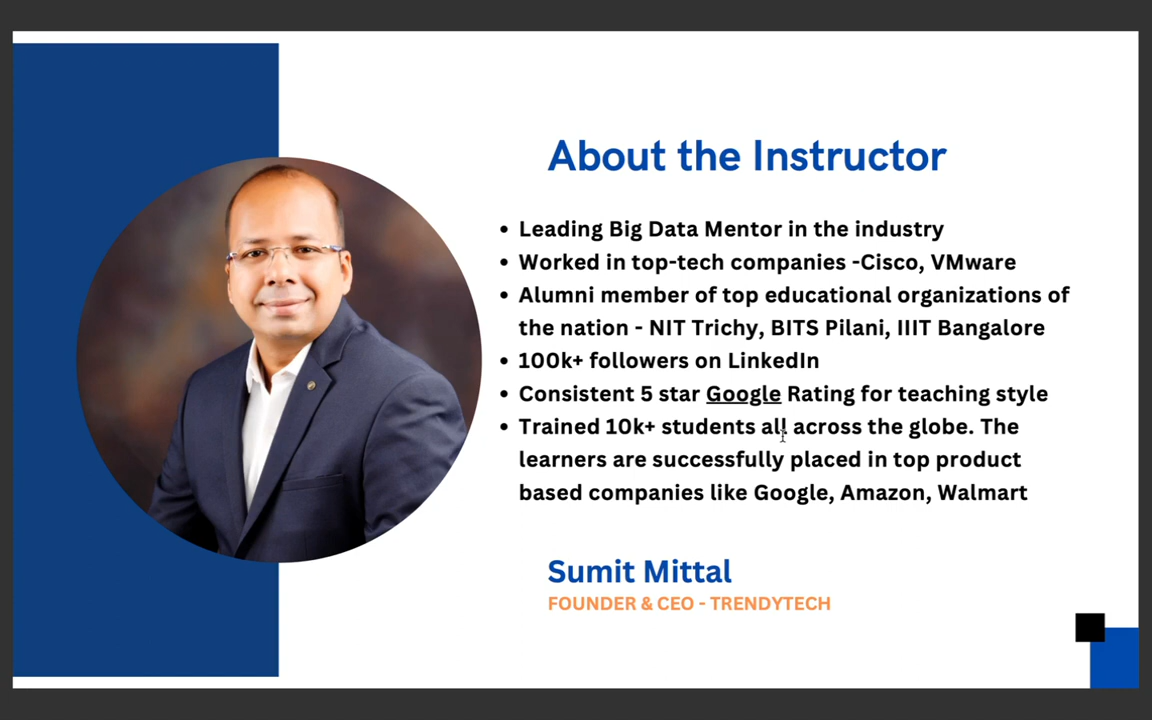 About the Instructor
• Leading Big Data Mentor in the industry
• Worked in top-tech companies -Cisco, VMware
• Alumni member of top educational organizations of
the nation - NIT Trichy, BITS Pilani, IIIT Bangalore
• 100k+ followers on LinkedIn
• Consistent 5 star Google Rating for teaching style
• Trained 10k+ students all across the globe. The
learners are successfully placed in top product
based companies like Google, Amazon, Walmart
Sumit Mittal
FOUNDER & CEO - TRENDYTECH